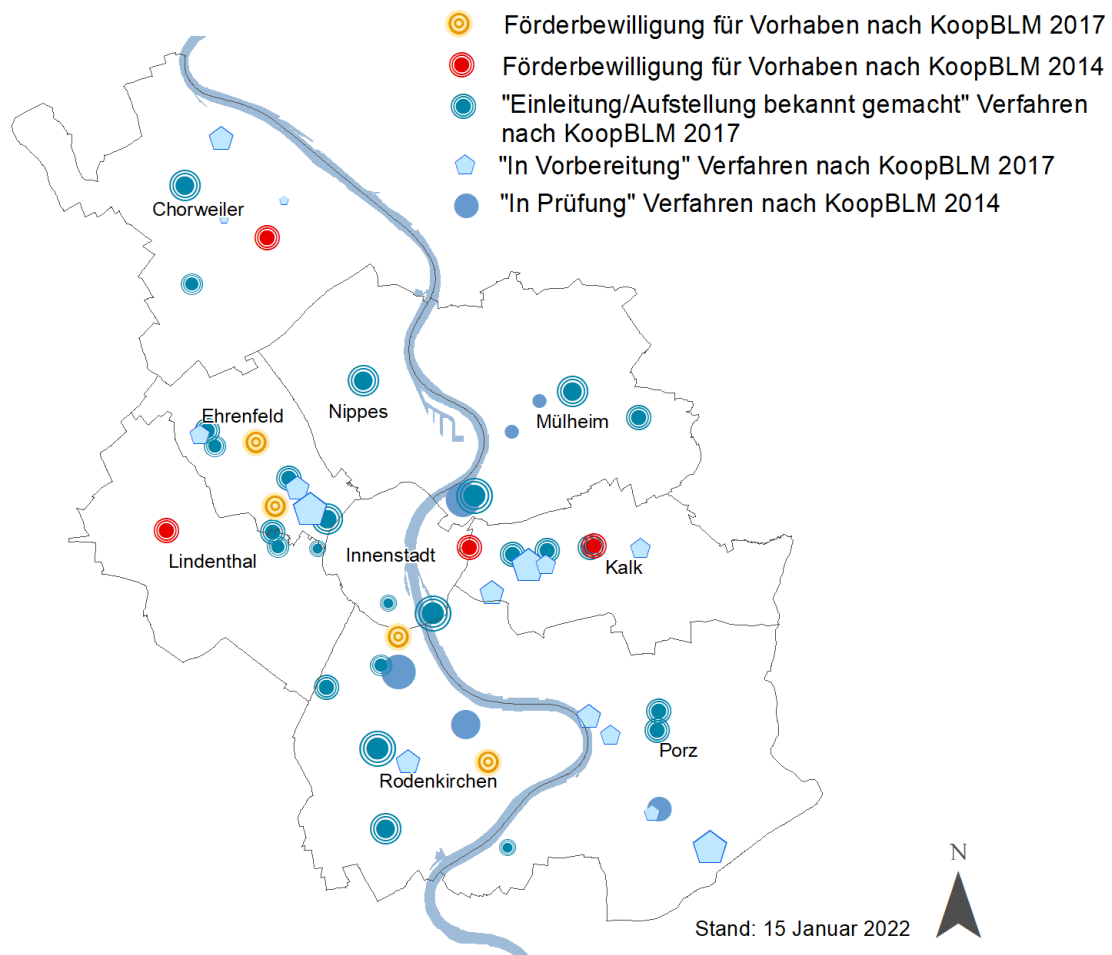 Förderbewilligung für Vorhaben nach KoopBLM 2017
Förderbewilligung für Vorhaben nach KoopBLM 2014
"Einleitung/Aufstellung bekannt gemacht" Verfahren
nach KoopBLM 2017
"In Vorbereitung" Verfahren nach KoopBLM 2017
"In Prüfung" Verfahren nach KoopBLM 2014
Chorweiler
Nippes
Ehrenfeld
Mülheim
Lindenthal
Innenstadt
Kalk
Porz
Rodenkirchen
N
Stand: 15 Januar 2022